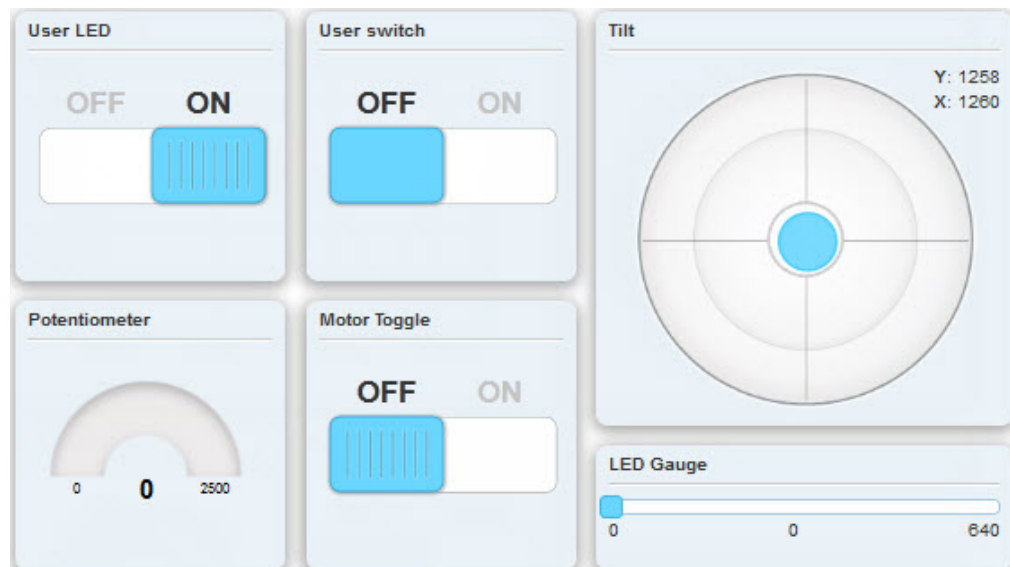 User LED
OFF ON
User switch
OFF ON
Tilt
Y: 1258
X: 1260
Potentiometer
0 0 2500
Motor Toggle
OFF ON
LED Gauge
0 0 640